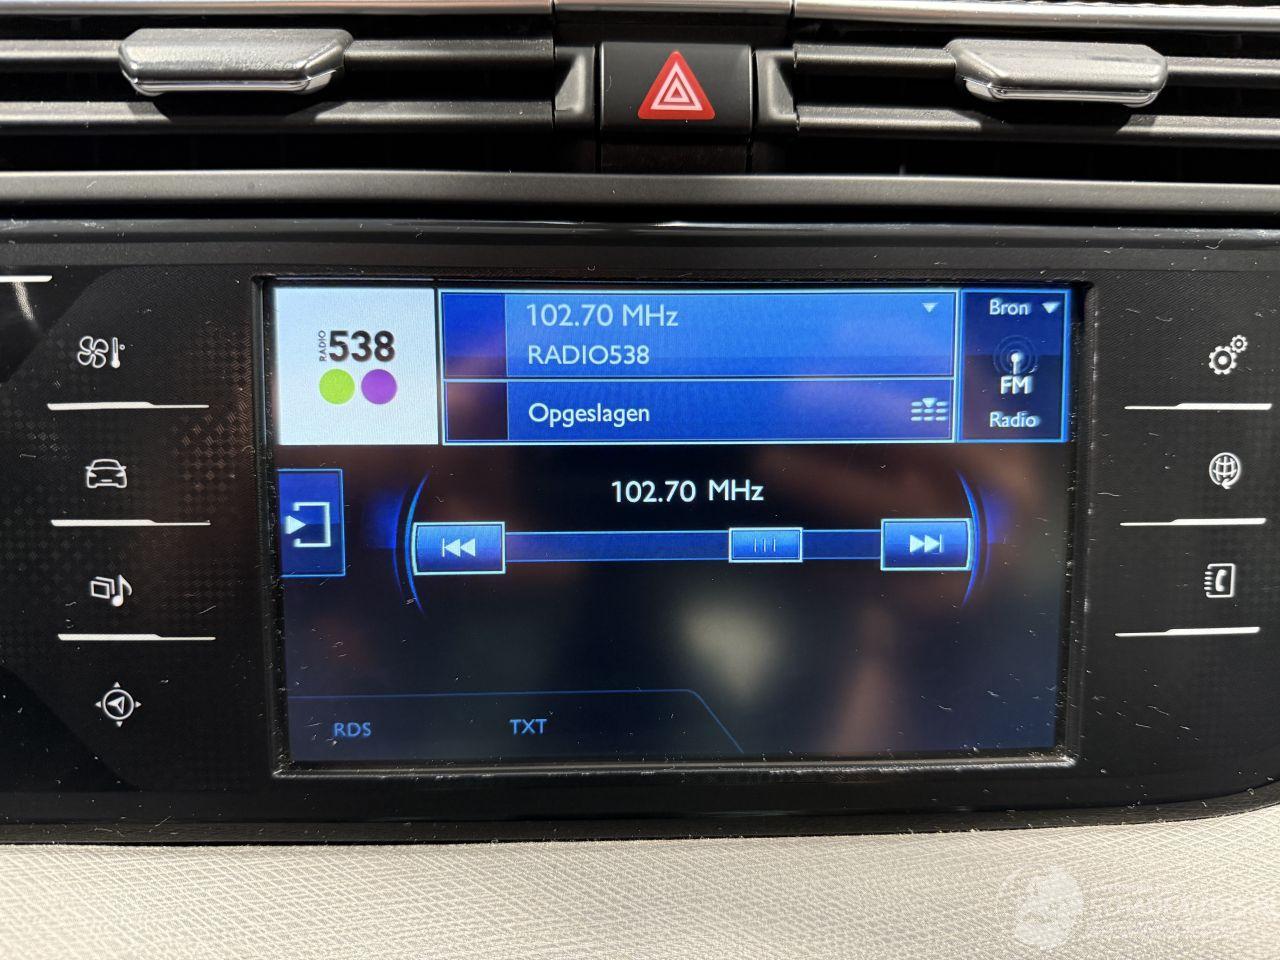 RADIO 538
102.70 MHz
RADIO538
Opgeslagen
Bron
FM
Radio
102.70 MHz
RDS
TXT